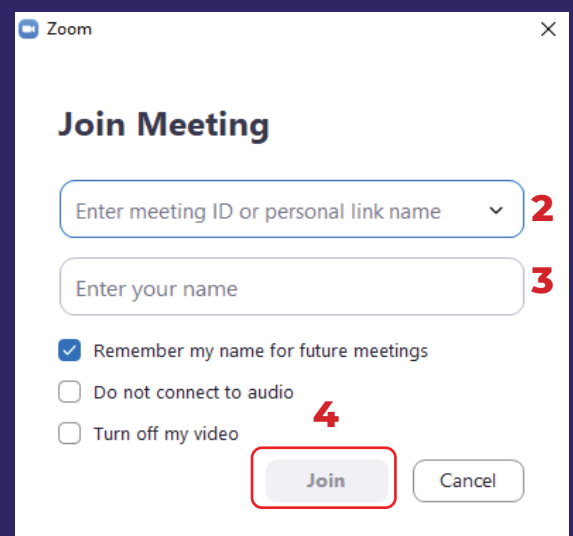 Zoom
Join Meeting
Enter meeting ID or personal link name 2
Enter your name 3
Remember my name for future meetings
Do not connect to audio
4
Turn off my video
Join Cancel